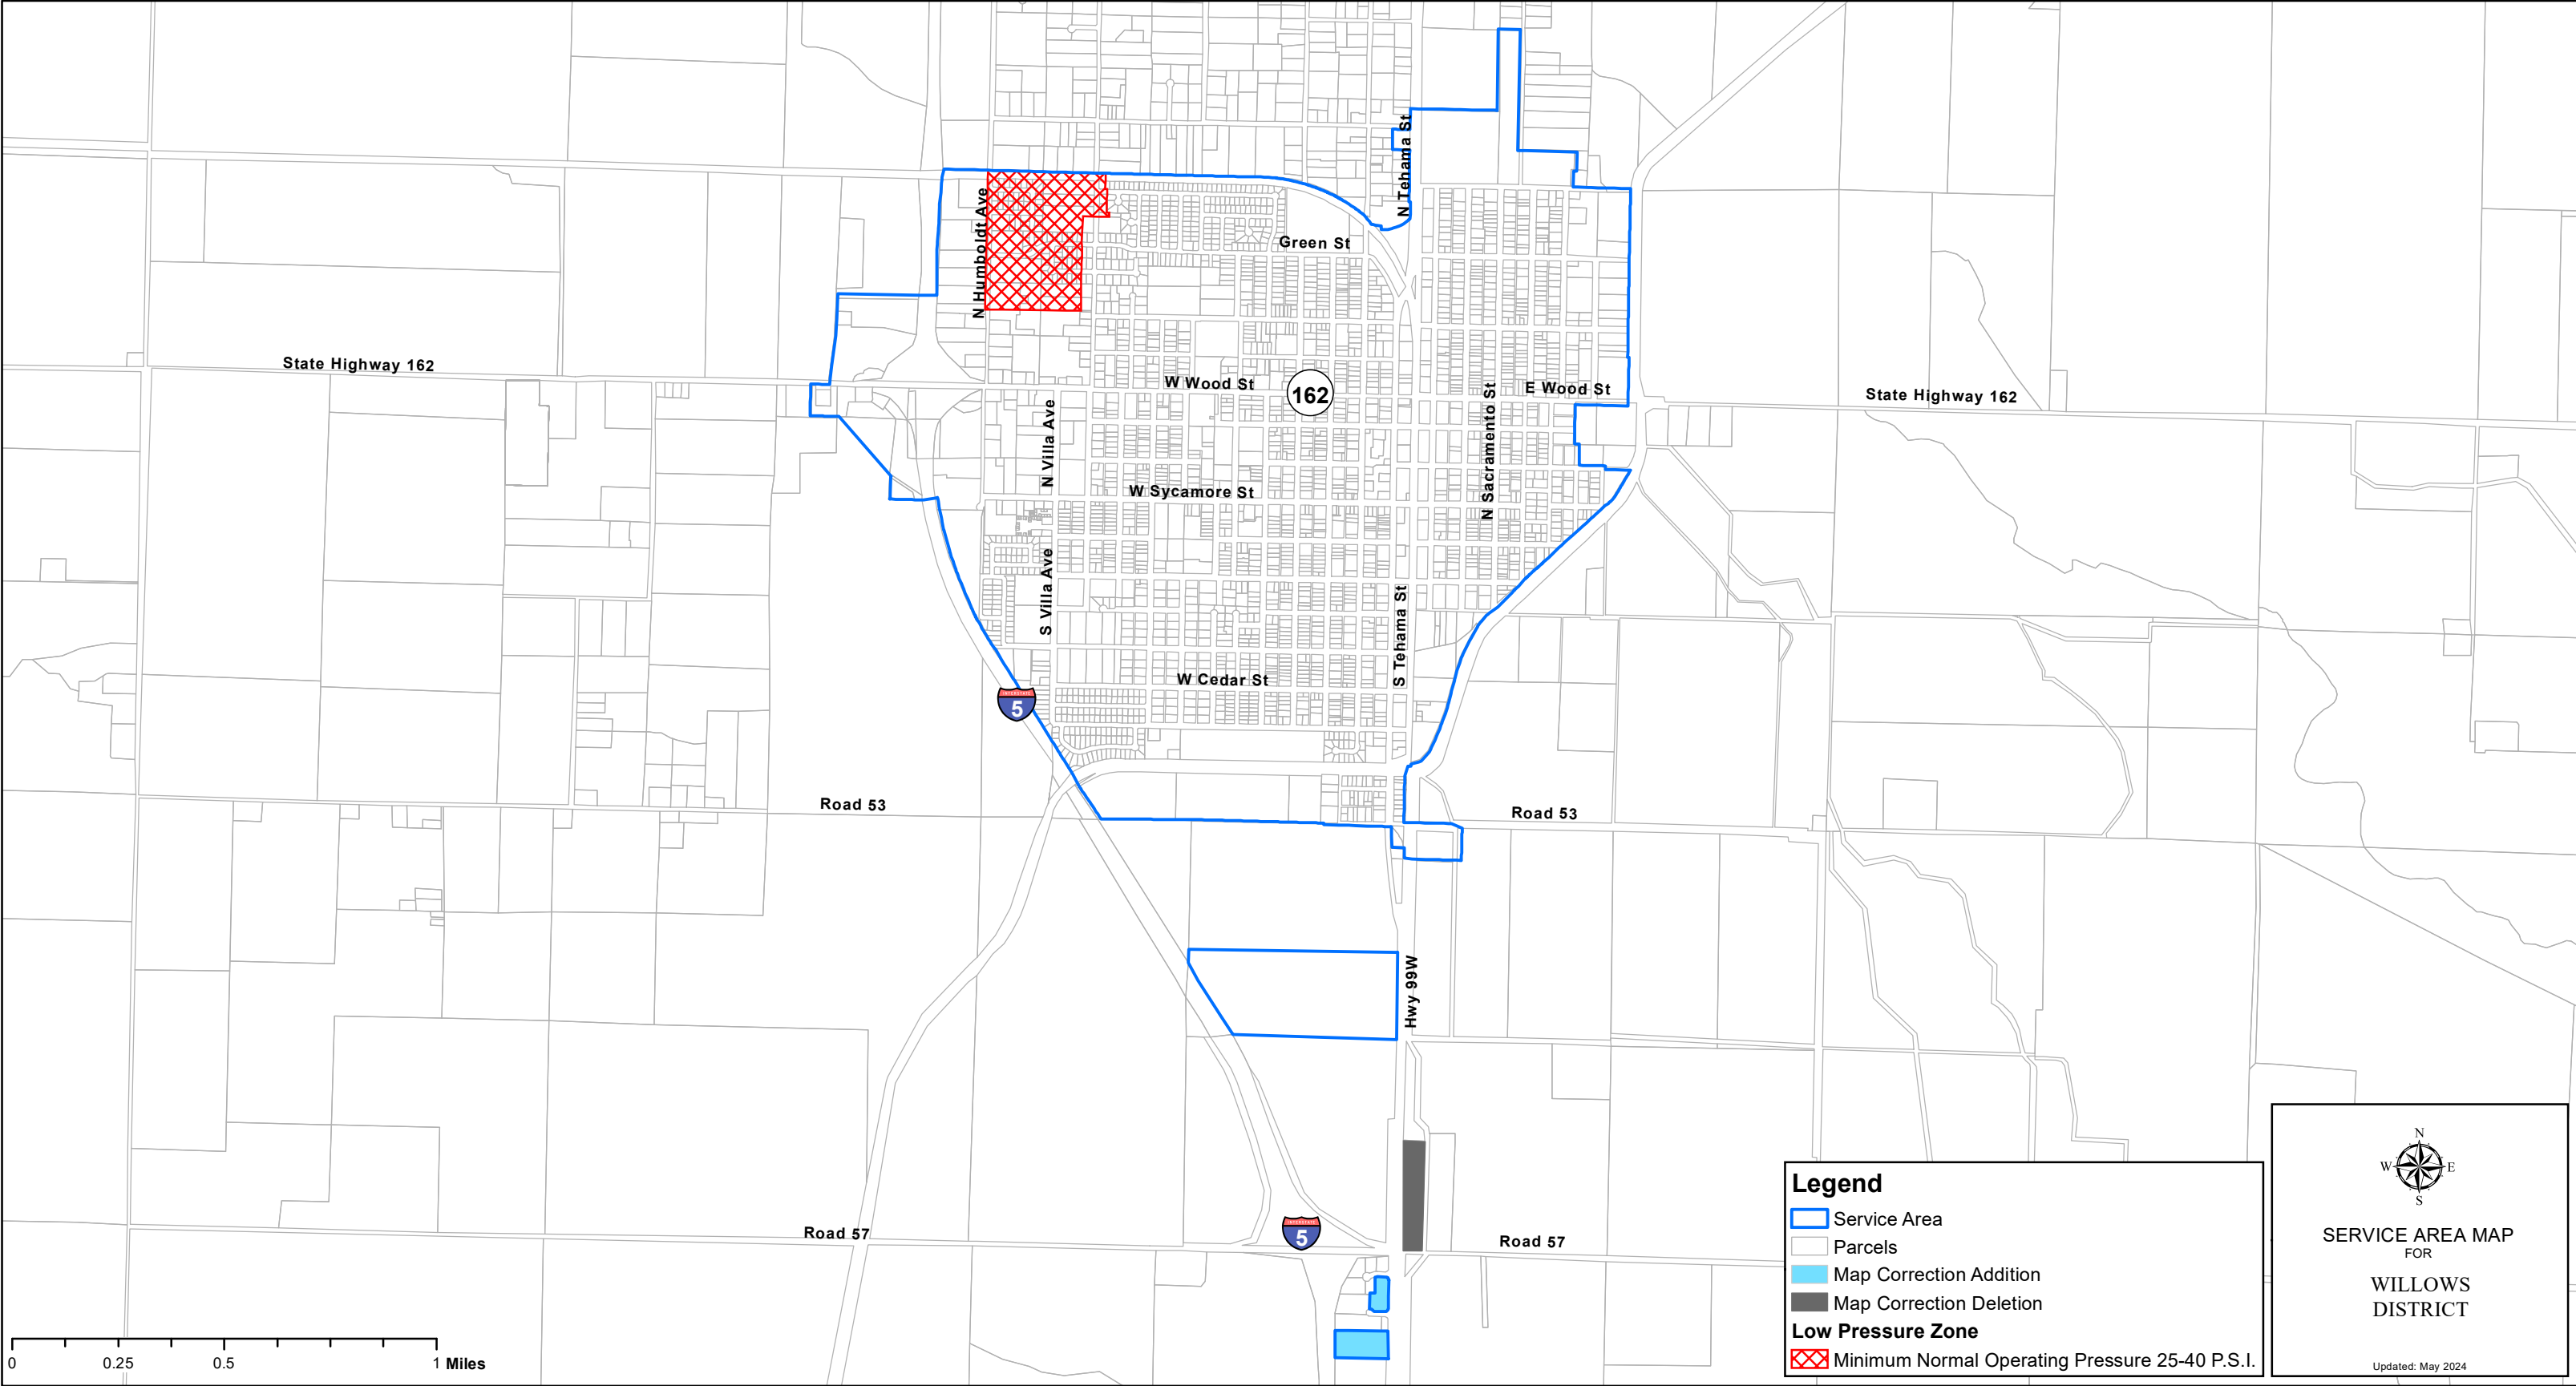 N Tehama St
N Humboldt Ave
Green St
State Highway 162
W Wood St
162
E Wood St
State Highway 162
N Villa Ave
N Sacramento St
W Sycamore St
S Villa Ave
S Tehama St
W Cedar St
INTERSTATE
5
Road 53
Road 53
Hwy 99W
Road 57
INTERSTATE
5
Road 57
0 0.25 0.5 1 Miles
Legend
Service Area
Parcels
Map Correction Addition
Map Correction Deletion
Low Pressure Zone
Minimum Normal Operating Pressure 25-40 P.S.I.
N
W E
S
SERVICE AREA MAP
FOR
WILLOWS
DISTRICT
Updated: May 2024